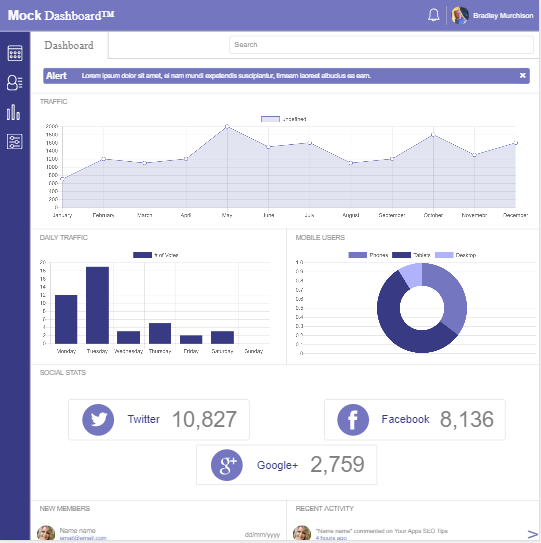 Mock Dashboard™
Bradley Murchison
Dashboard
Search
Alert
Lorem ipsum dolor sit amet, ei nam mundi expetendis suscipiantur, timeam laoreet albucius ea eam.
×
TRAFFIC
undefined
2000
1800
1600
1400
1200
1000
800
600
400
200
0
January February March April May June July August September October Novemebr December
DAILY TRAFFIC
# of Votes
20
18
16
14
12
10
8
6
4
2
0
Monday Tuesday Wednesday Thursday Friday Saturday Sunday
MOBILE USERS
Phones Tablets Desktop
1.0
0.9
0.8
0.7
0.6
0.5
0.4
0.3
0.2
0.1
0
SOCIAL STATS
Twitter 10,827
Facebook 8,136
g+ Google+ 2,759
NEW MEMBERS
Name name
email@email.com
dd/mm/yyyy
RECENT ACTIVITY
"Name name" commented on Your Apps SEO Tips
4 hours ago
>